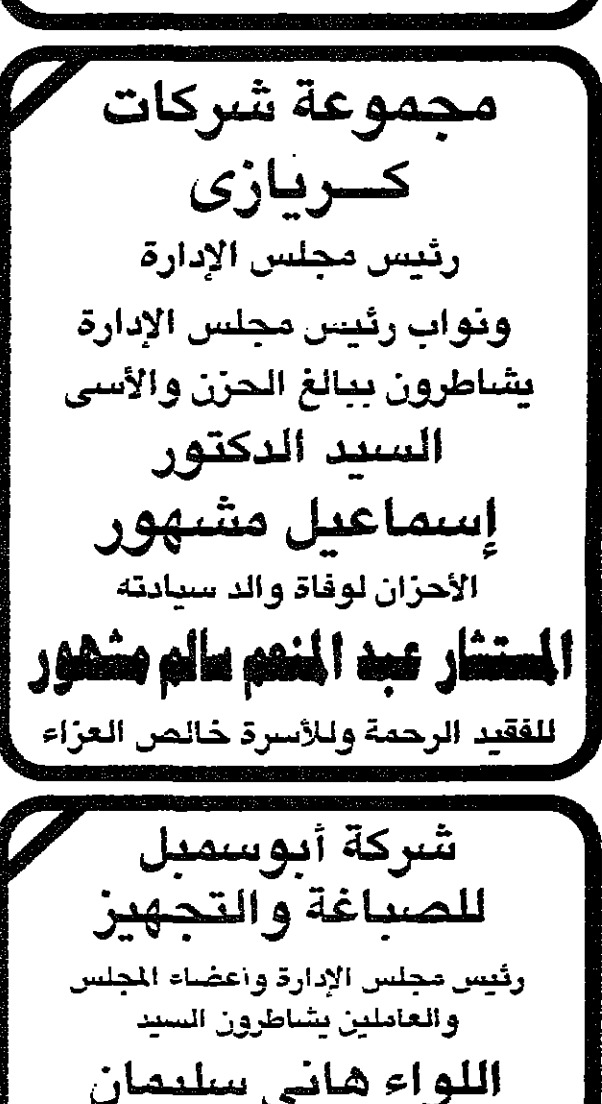 مجموعة شركات
كريازى
رئيس مجلس الإدارة
ونواب رئيس مجلس الإدارة
يشاطرون ببالغ الحزن والأسى
السيد الدكتور
إسماعيل مشهور
الأحزان لوفاة والد سيادته
المستشار عبد المنعم سالم مشهور
للفقيد الرحمة وللأسرة خالص العزاء
شركة أبوسمبل
للصباغة والتجهيز
رئيس مجلس الإدارة وأعضاء المجلس
والعاملين يشاطرون السيد
اللواء هانى سليمان